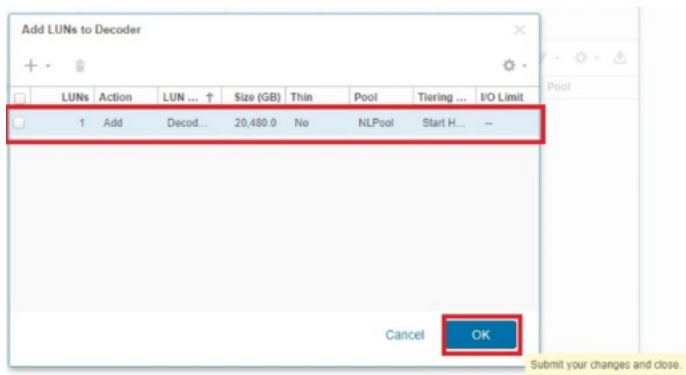 Add LUNs to Decoder
LUNs Action LUN ... ↑ Size (GB) Thin Pool Tiering ... I/O Limit
1 Add Decod... 20,480.0 No NLPool Start H... --
Pool
Cancel OK
Submit your changes and close.